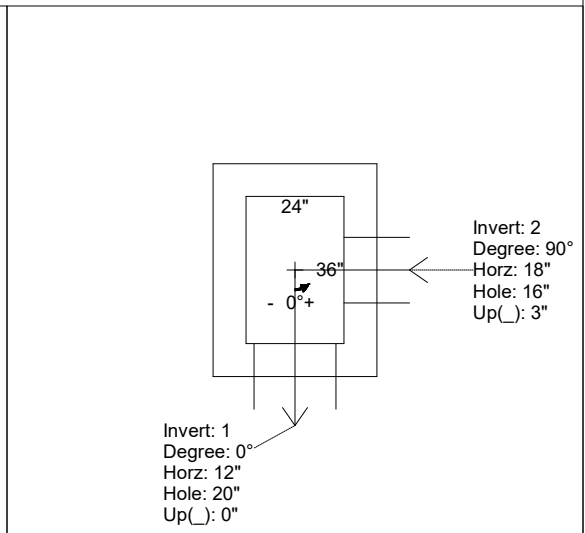 24"
36"
- 0°+
Invert: 2
Degree: 90°
Horz: 18"
Hole: 16"
Up(_): 3"
Invert: 1
Degree: 0°
Horz: 12"
Hole: 20"
Up(_): 0"